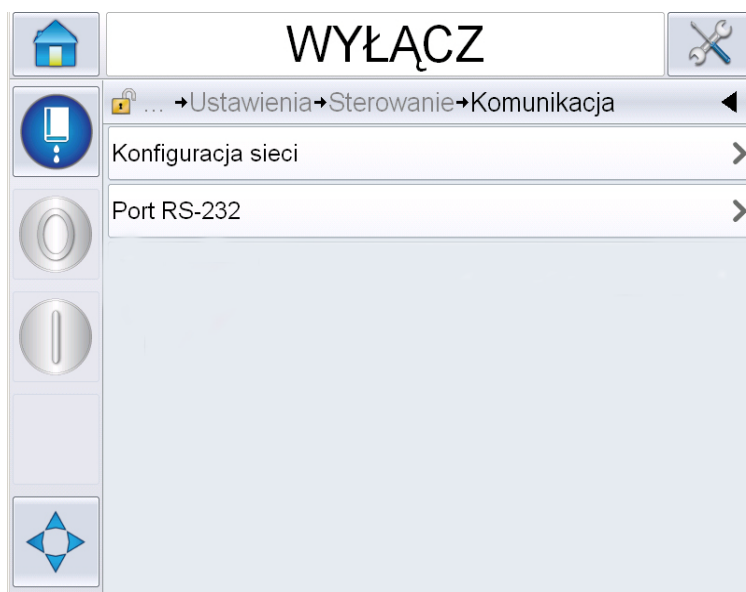 WYŁĄCZ
... →Ustawienia→Sterowanie→Komunikacja
Konfiguracja sieci
Port RS-232